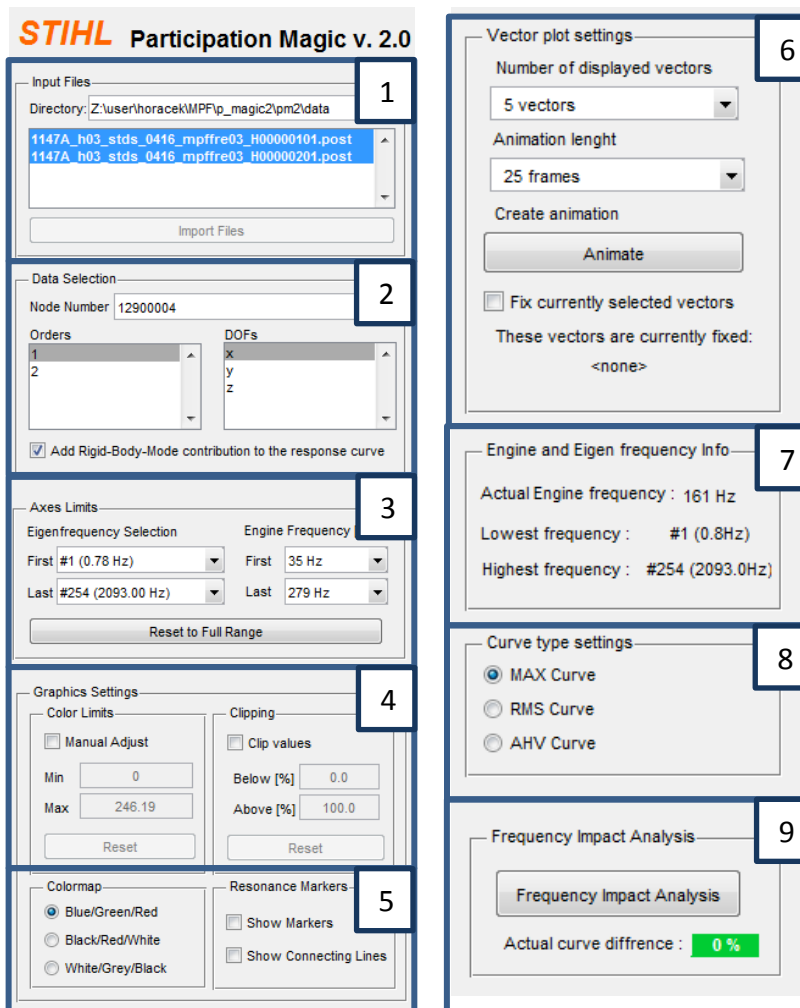 STIHL Participation Magic v. 2.0
1
Input Files
Directory: Z:\user\horacek\MPF\p_magic2\pm2\data
1147A_h03_stds_0416_mpffre03_H00000101.post
1147A_h03_stds_0416_mpffre03_H00000201.post
Import Files
2
Data Selection
Node Number 12900004
Orders DOFs
1 x
2 y
z
Add Rigid-Body-Mode contribution to the response curve
3
Axes Limits
Eigenfrequency Selection Engine Frequency
First #1 (0.78 Hz) First 35 Hz
Last #254 (2093.00 Hz) Last 279 Hz
Reset to Full Range
4
Graphics Settings
Color Limits Clipping
Manual Adjust Clip values
Min 0 Below [%] 0.0
Max 246.19 Above [%] 100.0
Reset Reset
5
Colormap Resonance Markers
Blue/Green/Red
Show Markers
Black/Red/White
Show Connecting Lines
White/Grey/Black
6
Vector plot settings
Number of displayed vectors
5 vectors
Animation lenght
25 frames
Create animation
Animate
Fix currently selected vectors
These vectors are currently fixed:
<none>
7
Engine and Eigen frequency Info
Actual Engine frequency : 161 Hz
Lowest frequency : #1 (0.8Hz)
Highest frequency : #254 (2093.0Hz)
8
Curve type settings
MAX Curve
RMS Curve
AHV Curve
9
Frequency Impact Analysis
Frequency Impact Analysis
Actual curve diffrence : 0 %